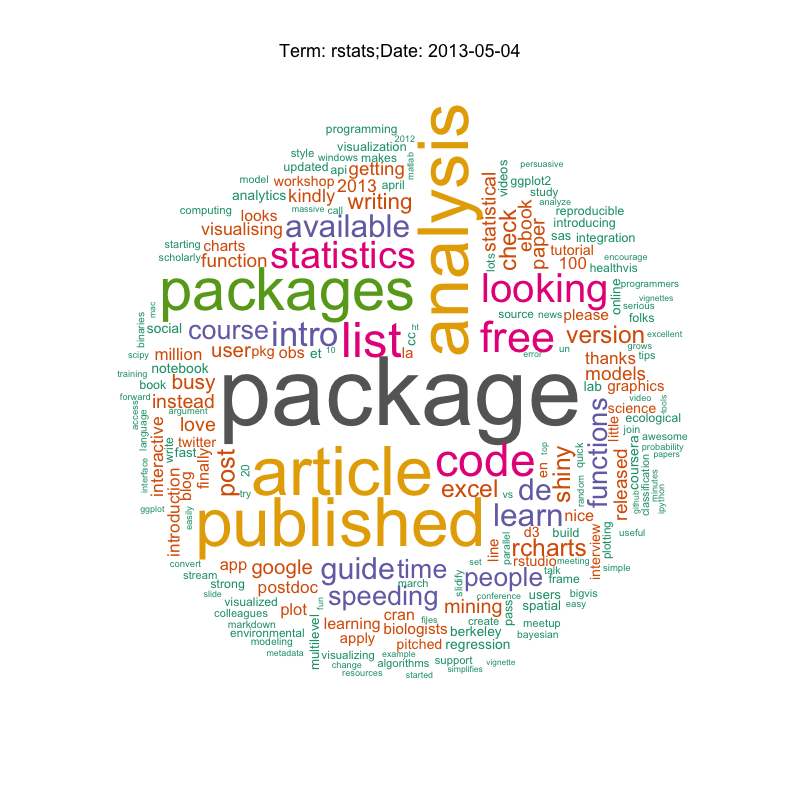 Term: rstats;Date: 2013-05-04
programming
2012
style
visualization
windows
makes
matlab
updated
api
getting
analysis
videos
persuasive
model
workshop
2013
april
ggplot2
study
analytics
kindly
writing
statistical
check
ebook
analyze
computing
massive
call
looks
available
paper
reproducible
introducing
visualising
sas
integration
starting
charts
statistics
lots
tutorial
encourage
scholarly
function
100
healthvis
packages
looking
online
programmers
mac
vignettes
binaries
social
course
intro
list
cc
ht
free
source
news
please
serious
folks
version
excellent
scipy
million
user
pkg
obs
et
10
la
error
un
grows
thanks
tips
notebook
training
book
busy
package
models
lab
graphics
forward
instead
science
video
tools
access
argument
love
functions
little
ecological
join
language
write
twitter
awesome
interactive
fast
finally
post
article
code
en
top
quick
coursera
probability
papers
interface
blog
20
try
excel
vs
de
shiny
random
released
classification
github
minutes
ipython
ggplot
introduction
easily
published
learn
nice
useful
d3
build
plotting
line
parallel
rcharts
interview
convert
app
google
guide
time
set
rstudio
meeting
simple
stream
strong
postdoc
march
slidify
people
talk
frame
slide
speeding
conference
users
bigvis
visualized
fun
plot
mining
pass
spatial
easy
colleagues
cran
files
create
meetup
markdown
learning
biologists
berkeley
bayesian
environmental
multilevel
apply
pitched
regression
modeling
metadata
visualizing
example
algorithms
support
vignette
change
simplifies
resources
started